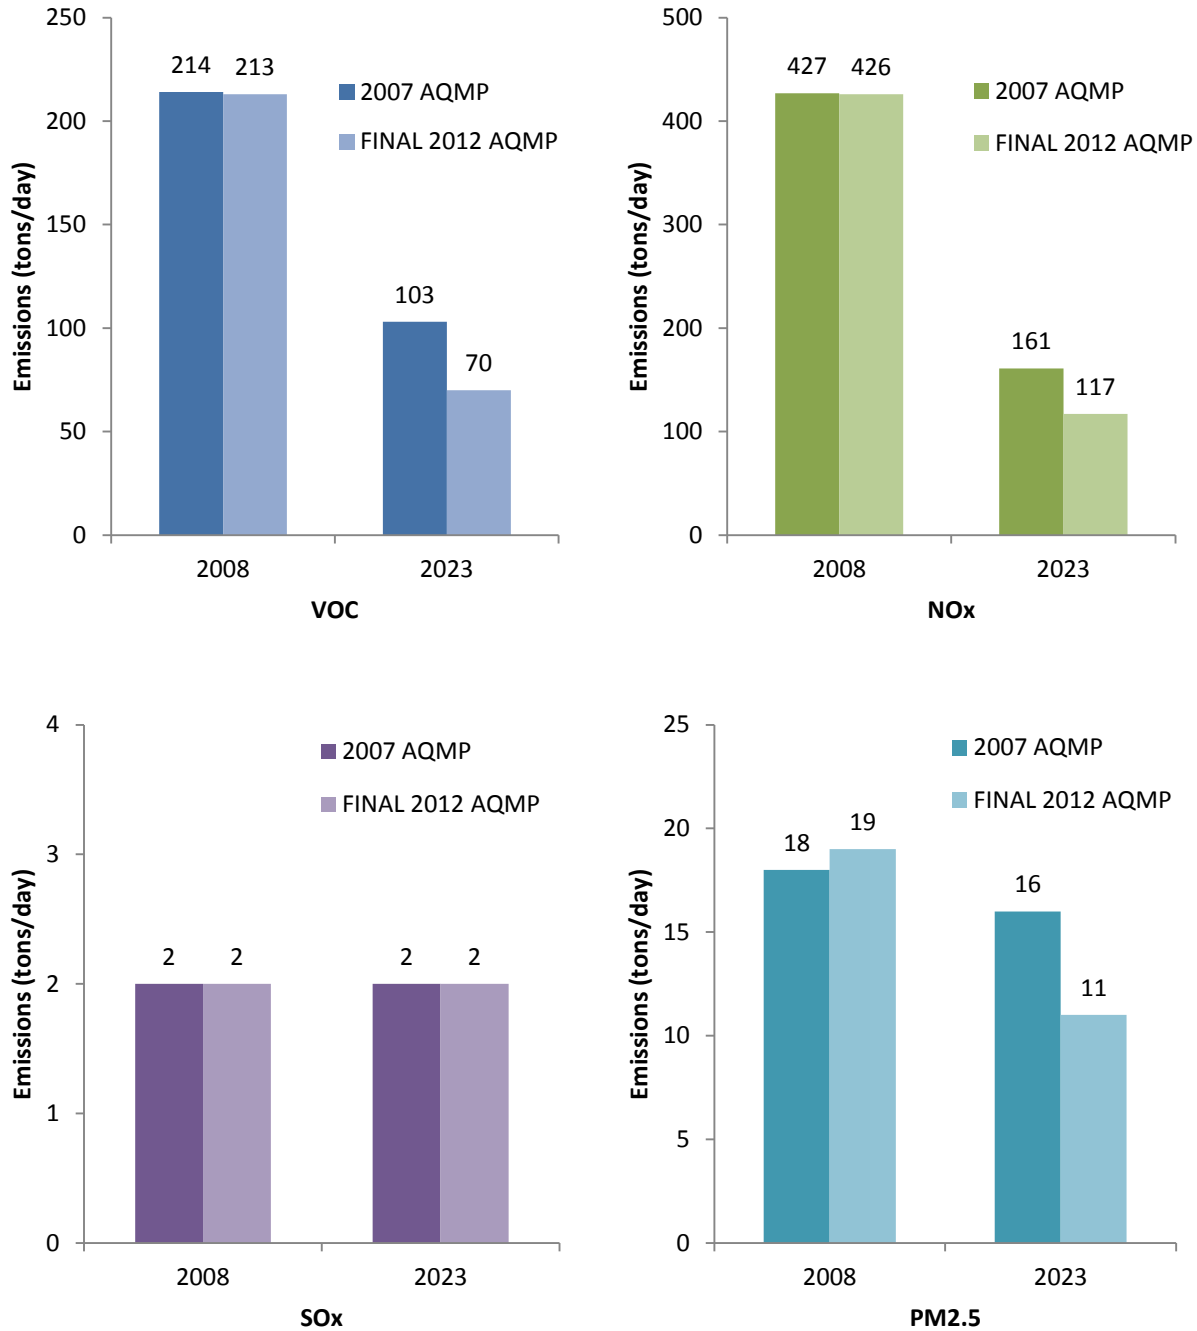 250
200
150
100
50
0
Emissions (tons/day)
214
213
103
70
2007 AQMP
FINAL 2012 AQMP
2008
2023
VOC
500
400
300
200
100
0
Emissions (tons/day)
427
426
161
117
2007 AQMP
FINAL 2012 AQMP
2008
2023
NOx
4
3
2
1
0
Emissions (tons/day)
2
2
2
2
2007 AQMP
FINAL 2012 AQMP
2008
2023
SOx
25
20
15
10
5
0
Emissions (tons/day)
18
19
16
11
2007 AQMP
FINAL 2012 AQMP
2008
2023
PM2.5